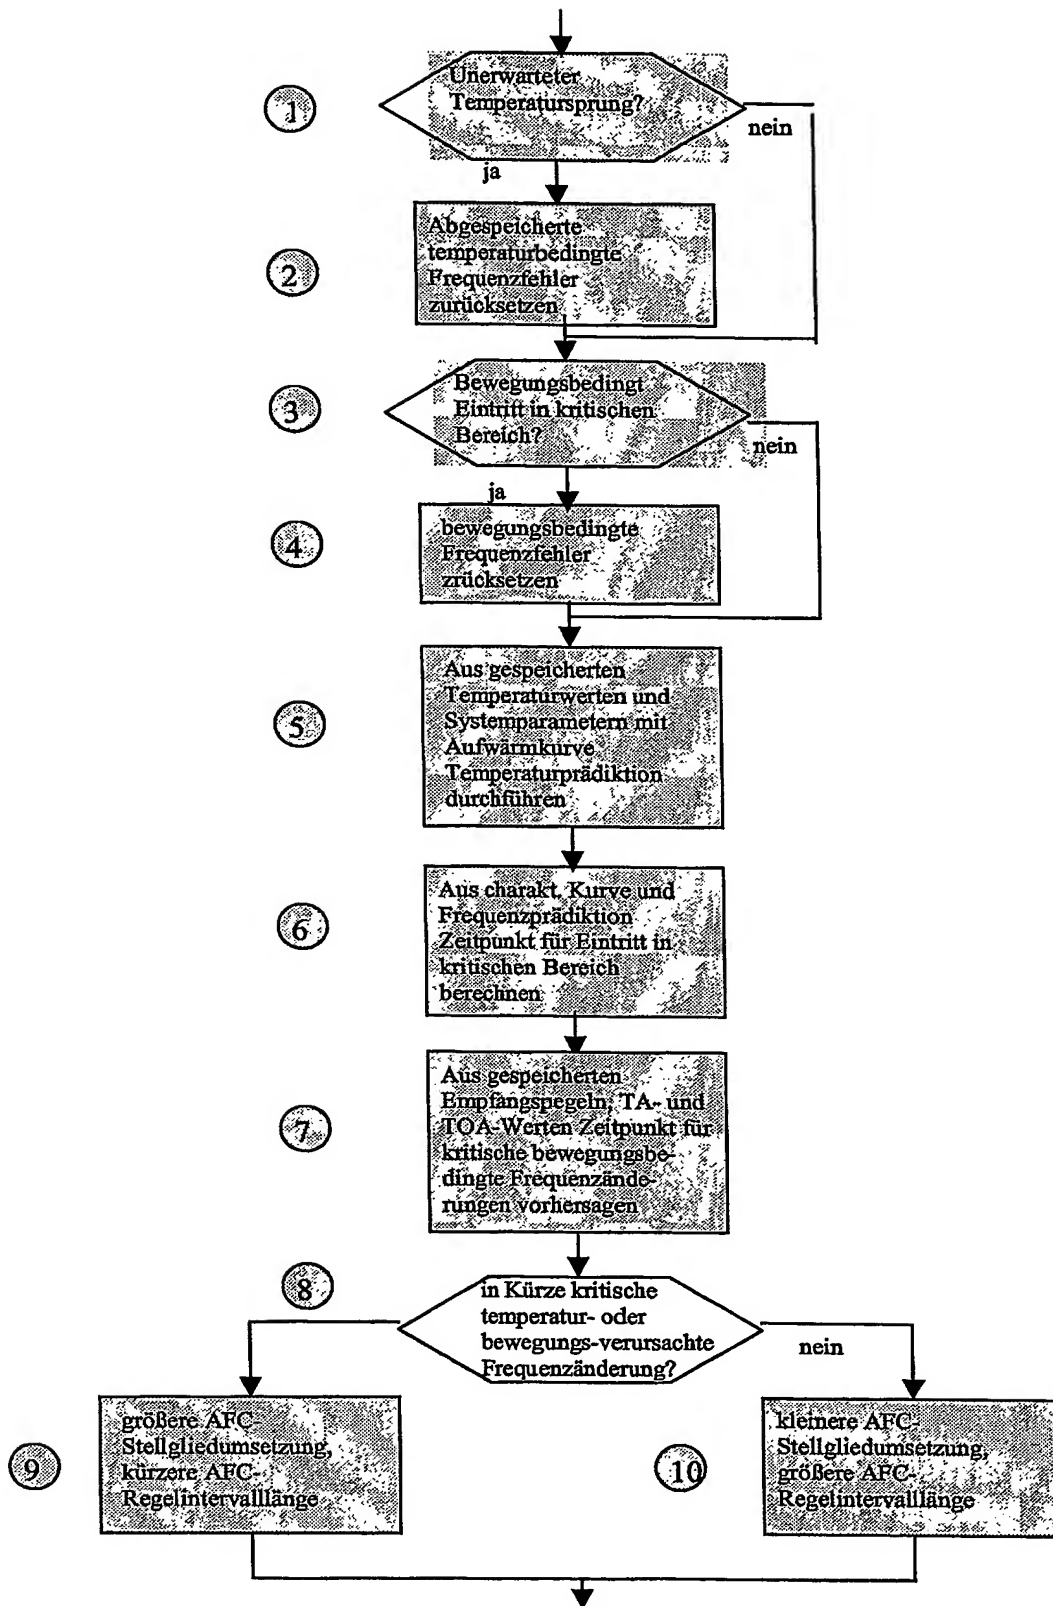 1
Unerwarteter
Temperatursprung?
nein
ja
2
Abgespeicherte
temperaturbedingte
Frequenzfehler
zurücksetzen
3
Bewegungsbedingt
Eintritt in kritischen
Bereich?
nein
ja
4
bewegungsbedingte
Frequenzfehler
zrücksetzen
5
Aus gespeicherten
Temperaturwerten und
Systemparametern mit
Aufwärmkurve
Temperaturprädiktion
durchführen
6
Aus charakt. Kurve und
Frequenzprädiktion
Zeitpunkt für Eintritt in
kritischen Bereich
berechnen
7
Aus gespeicherten
Empfangspegeln, TA- und
TOA-Werten Zeitpunkt für
kritische bewegungsbe-
dingte Frequenzände-
rungen vorhersagen
8
in Kürze kritische
temperatur- oder
bewegungs-verursachte
Frequenzänderung?
nein
9
größere AFC-
Stellgliedumsetzung,
kürzere AFC-
Regelintervalllänge
10
kleinere AFC-
Stellgliedumsetzung,
größere AFC-
Regelintervalllänge